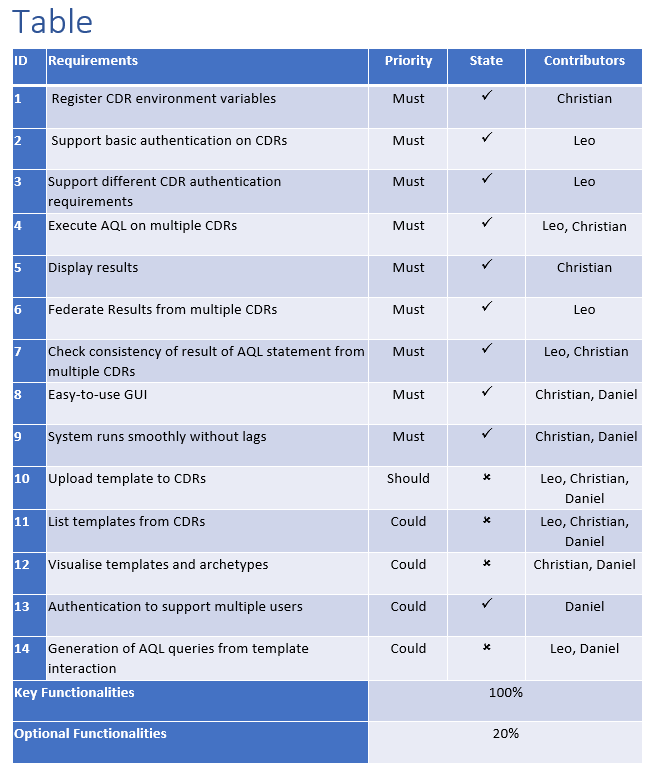 Table
ID Requirements Priority State Contributors
1 Register CDR environment variables Must ✓ Christian
2 Support basic authentication on CDRs Must ✓ Leo
3 Support different CDR authentication Must ✓ Leo
requirements
4 Execute AQL on multiple CDRs Must ✓ Leo, Christian
5 Display results Must ✓ Christian
6 Federate Results from multiple CDRs Must ✓ Leo
7 Check consistency of result of AQL statement from Must ✓ Leo, Christian
multiple CDRs
8 Easy-to-use GUI Must ✓ Christian, Daniel
9 System runs smoothly without lags Must ✓ Christian, Daniel
10 Upload template to CDRs Should × Leo, Christian,
Daniel
11 List templates from CDRs Could × Leo, Christian,
Daniel
12 Visualise templates and archetypes Could × Christian, Daniel
13 Authentication to support multiple users Could ✓ Daniel
14 Generation of AQL queries from template Could × Leo, Daniel
interaction
Key Functionalities 100%
Optional Functionalities 20%